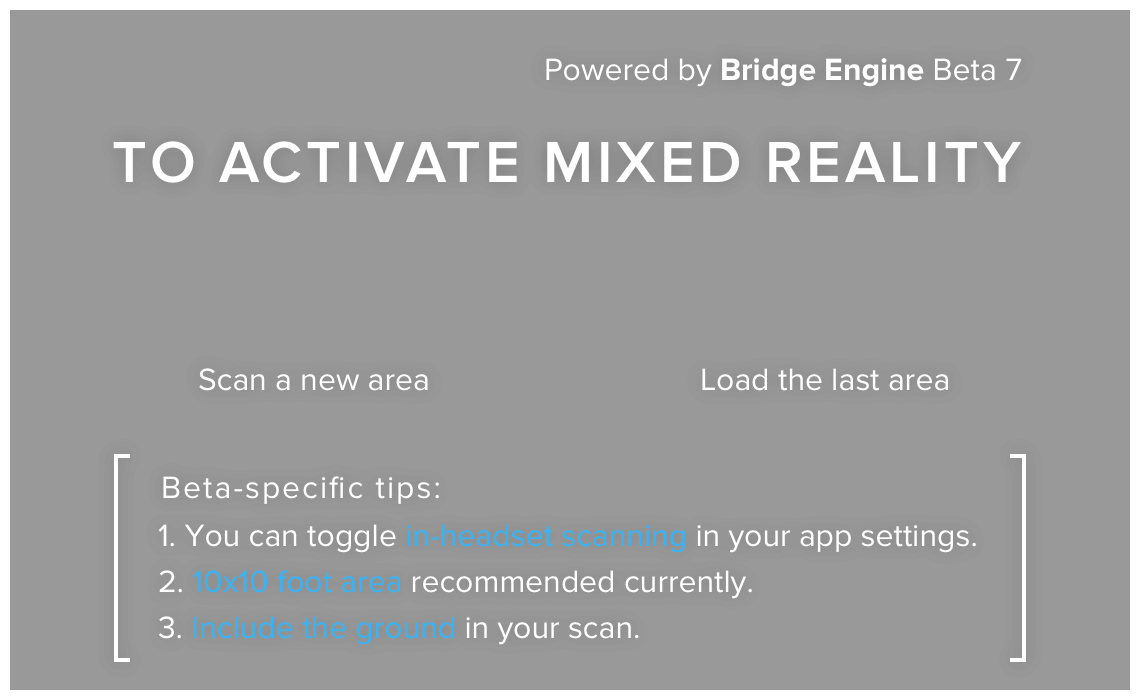 Powered by Bridge Engine Beta 7
TO ACTIVATE MIXED REALITY
Scan a new area
Load the last area
Beta-specific tips:
1. You can toggle in-headset scanning in your app settings.
2. 10x10 foot area recommended currently.
3. Include the ground in your scan.